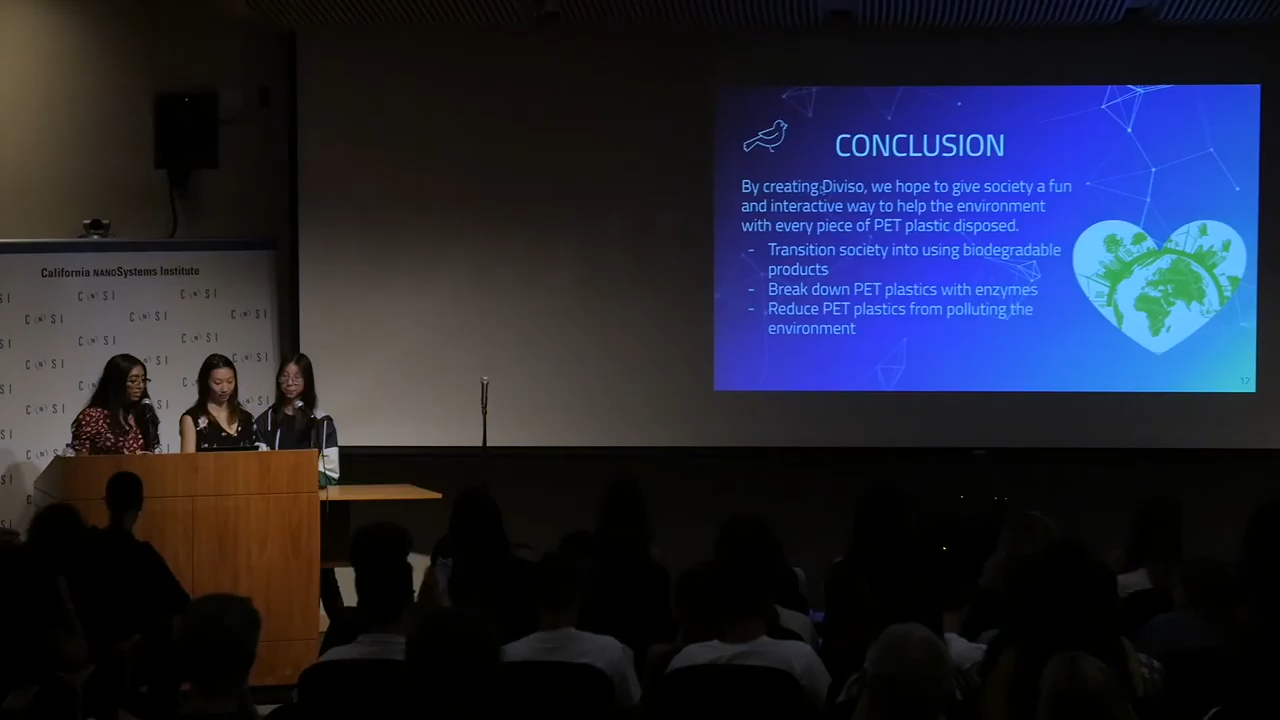 California NANOSystems Institute
CONCLUSION
By creating Diviso, we hope to give society a fun
and interactive way to help the environment
with every piece of PET plastic disposed.
- Transition society into using biodegradable
products
- Break down PET plastics with enzymes
- Reduce PET plastics from polluting the
environment
12
C (N) S I
C (N) S I
C (N) S I
C (N) S I
C (N) S I
C (N) S I
C (N) S I